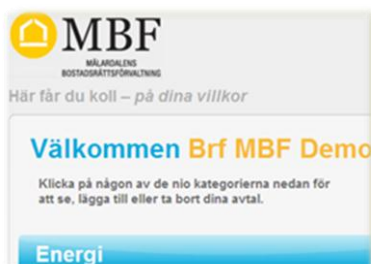 MBF
MÄLARDALENS
BOSTADSRÄTTSFÖRVALTNING
Här får du koll – på dina villkor
Välkommen Brf MBF Demo
Klicka på någon av de nio kategorierna nedan för
att se, lägga till eller ta bort dina avtal.
Energi